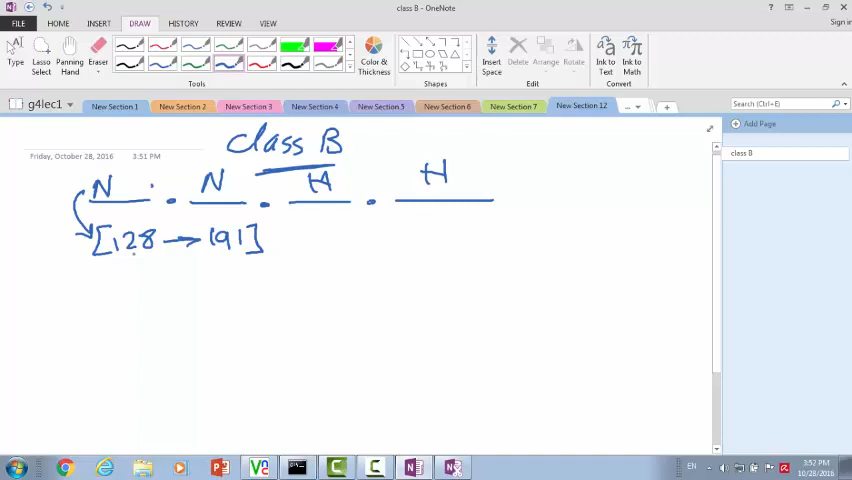 class B - OneNote
FILE HOME INSERT DRAW HISTORY REVIEW VIEW Sign in
Type Lasso Select Panning Hand Eraser Color & Thickness Insert Space Delete Arrange Rotate Ink to Text Ink to Math
Tools Shapes Edit Convert
g4lec1 New Section 1 New Section 2 New Section 3 New Section 4 New Section 5 New Section 6 New Section 7 New Section 12 ... Search (Ctrl+E)
Add Page
class B
class B
Friday, October 28, 2016 3:51 PM
N . N . H . H
[128 → 191]
EN 3:52 PM
10/28/2016